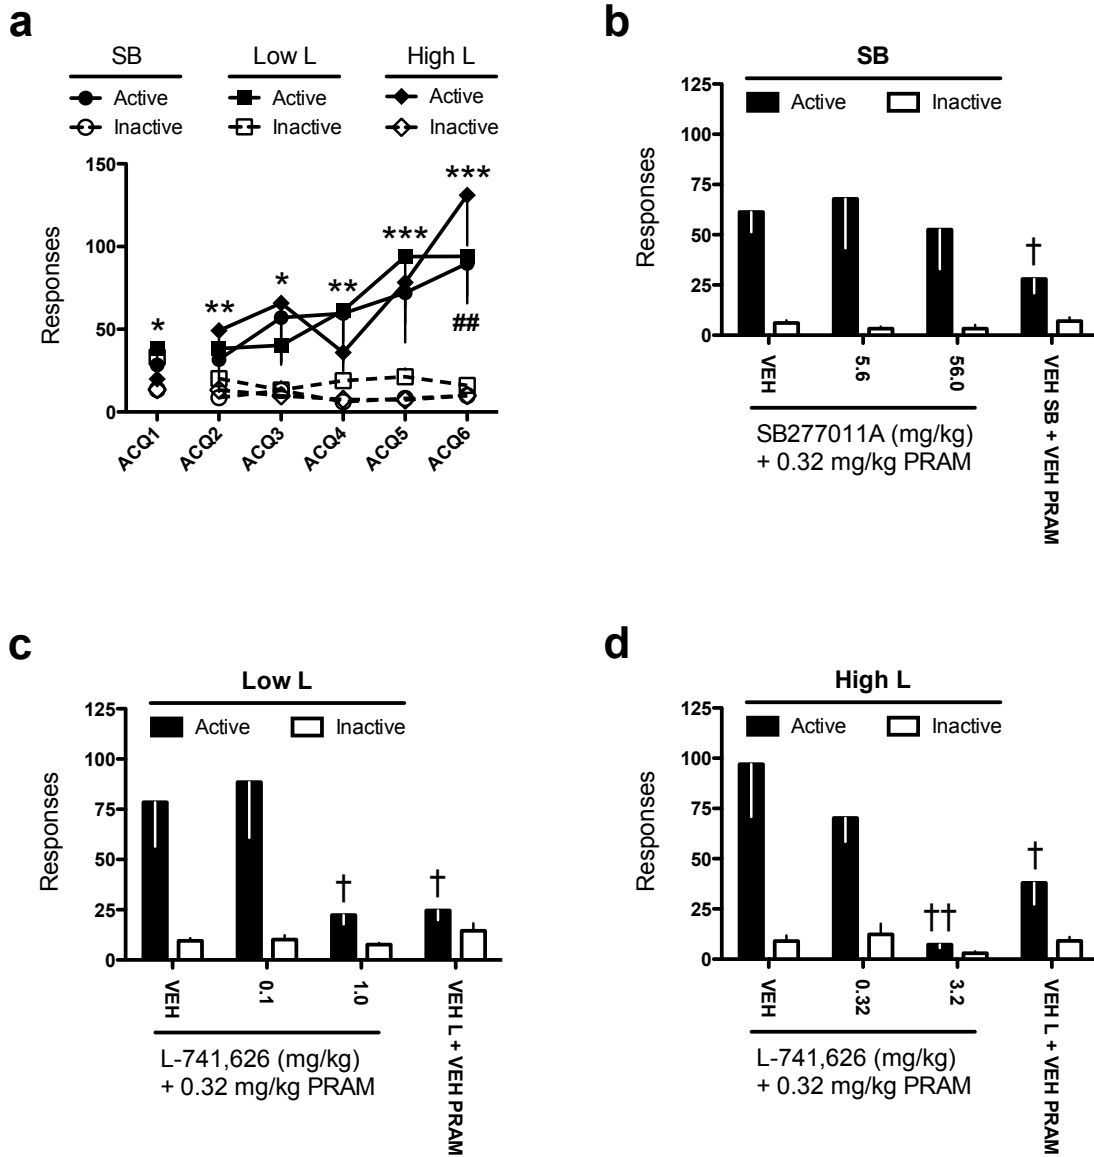 a
SB
Low L
High L
Active
Active
Active
Inactive
Inactive
Inactive
Responses
150
100
50
0
*
**
*
**
***
***
##
ACQ1
ACQ2
ACQ3
ACQ4
ACQ5
ACQ6
b
SB
Active
Inactive
Responses
125
100
75
50
25
0
†
VEH
5.6
56.0
VEH SB + VEH PRAM
SB277011A (mg/kg)
+ 0.32 mg/kg PRAM
c
Low L
Active
Inactive
Responses
125
100
75
50
25
0
†
†
VEH
0.1
1.0
VEH L + VEH PRAM
L-741,626 (mg/kg)
+ 0.32 mg/kg PRAM
d
High L
Active
Inactive
Responses
125
100
75
50
25
0
††
†
VEH
0.32
3.2
VEH L + VEH PRAM
L-741,626 (mg/kg)
+ 0.32 mg/kg PRAM